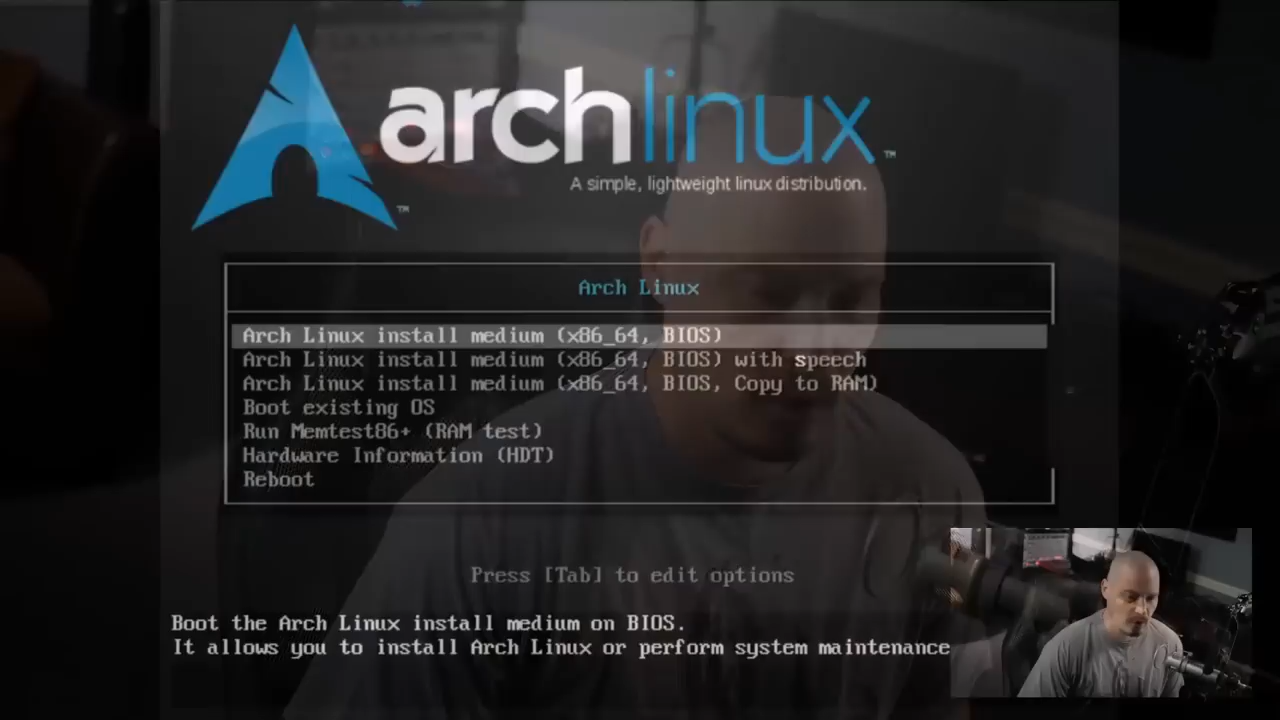 archlinux™
A simple, lightweight linux distribution.
™
Arch Linux
Arch Linux install medium (x86_64, BIOS)
Arch Linux install medium (x86_64, BIOS) with speech
Arch Linux install medium (x86_64, BIOS, Copy to RAM)
Boot existing OS
Run Memtest86+ (RAM test)
Hardware Information (HDT)
Reboot
Press [Tab] to edit options
Boot the Arch Linux install medium on BIOS.
It allows you to install Arch Linux or perform system maintenance